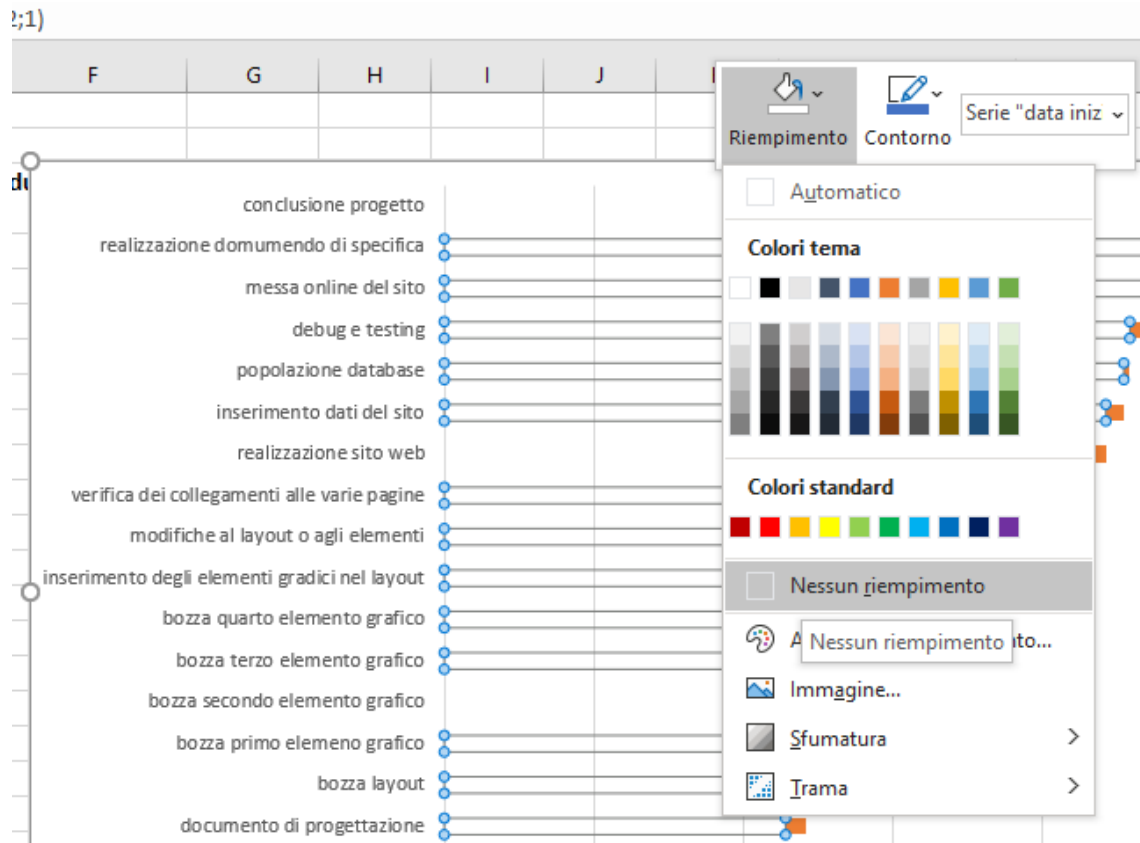 2;1)
F G H I J
Riempimento Contorno Serie "data iniz
Automatico
Colori tema
Colori standard
Nessun riempimento
Nessun riempimento
Immagine...
Sfumatura
Trama
conclusione progetto
realizzazione domumendo di specifica
messa online del sito
debug e testing
popolazione database
inserimento dati del sito
realizzazione sito web
verifica dei collegamenti alle varie pagine
modifiche al layout o agli elementi
inserimento degli elementi gradici nel layout
bozza quarto elemento grafico
bozza terzo elemento grafico
bozza secondo elemento grafico
bozza primo elemeno grafico
bozza layout
documento di progettazione